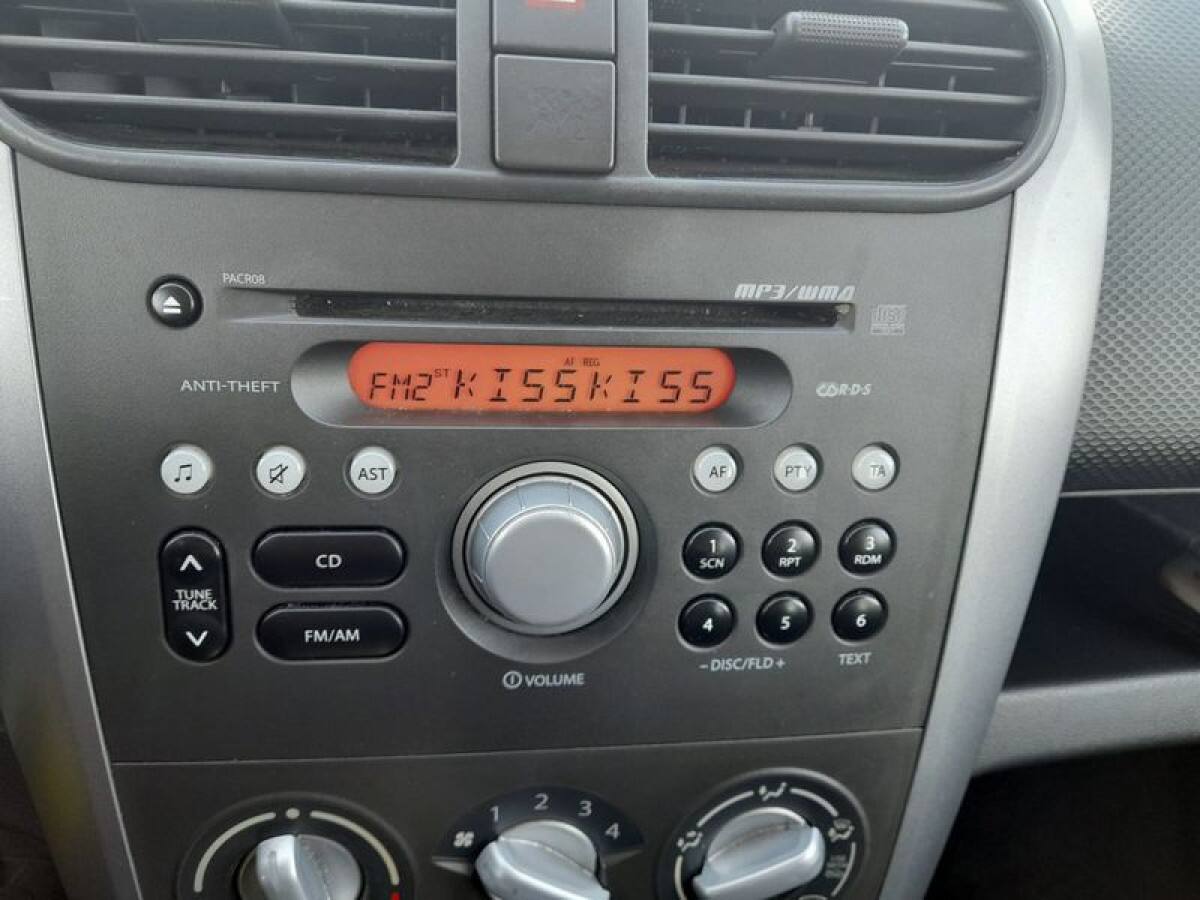 PACR08
MP3/WMA
disc
ANTI-THEFT
FM2 ST AF REG KISSKISS
R·D·S
AST
AF
PTY
TA
TUNE
TRACK
CD
FM/AM
VOLUME
1
SCN
2
RPT
3
RDM
4
5
6
- DISC/FLD +
TEXT
1 2 3 4